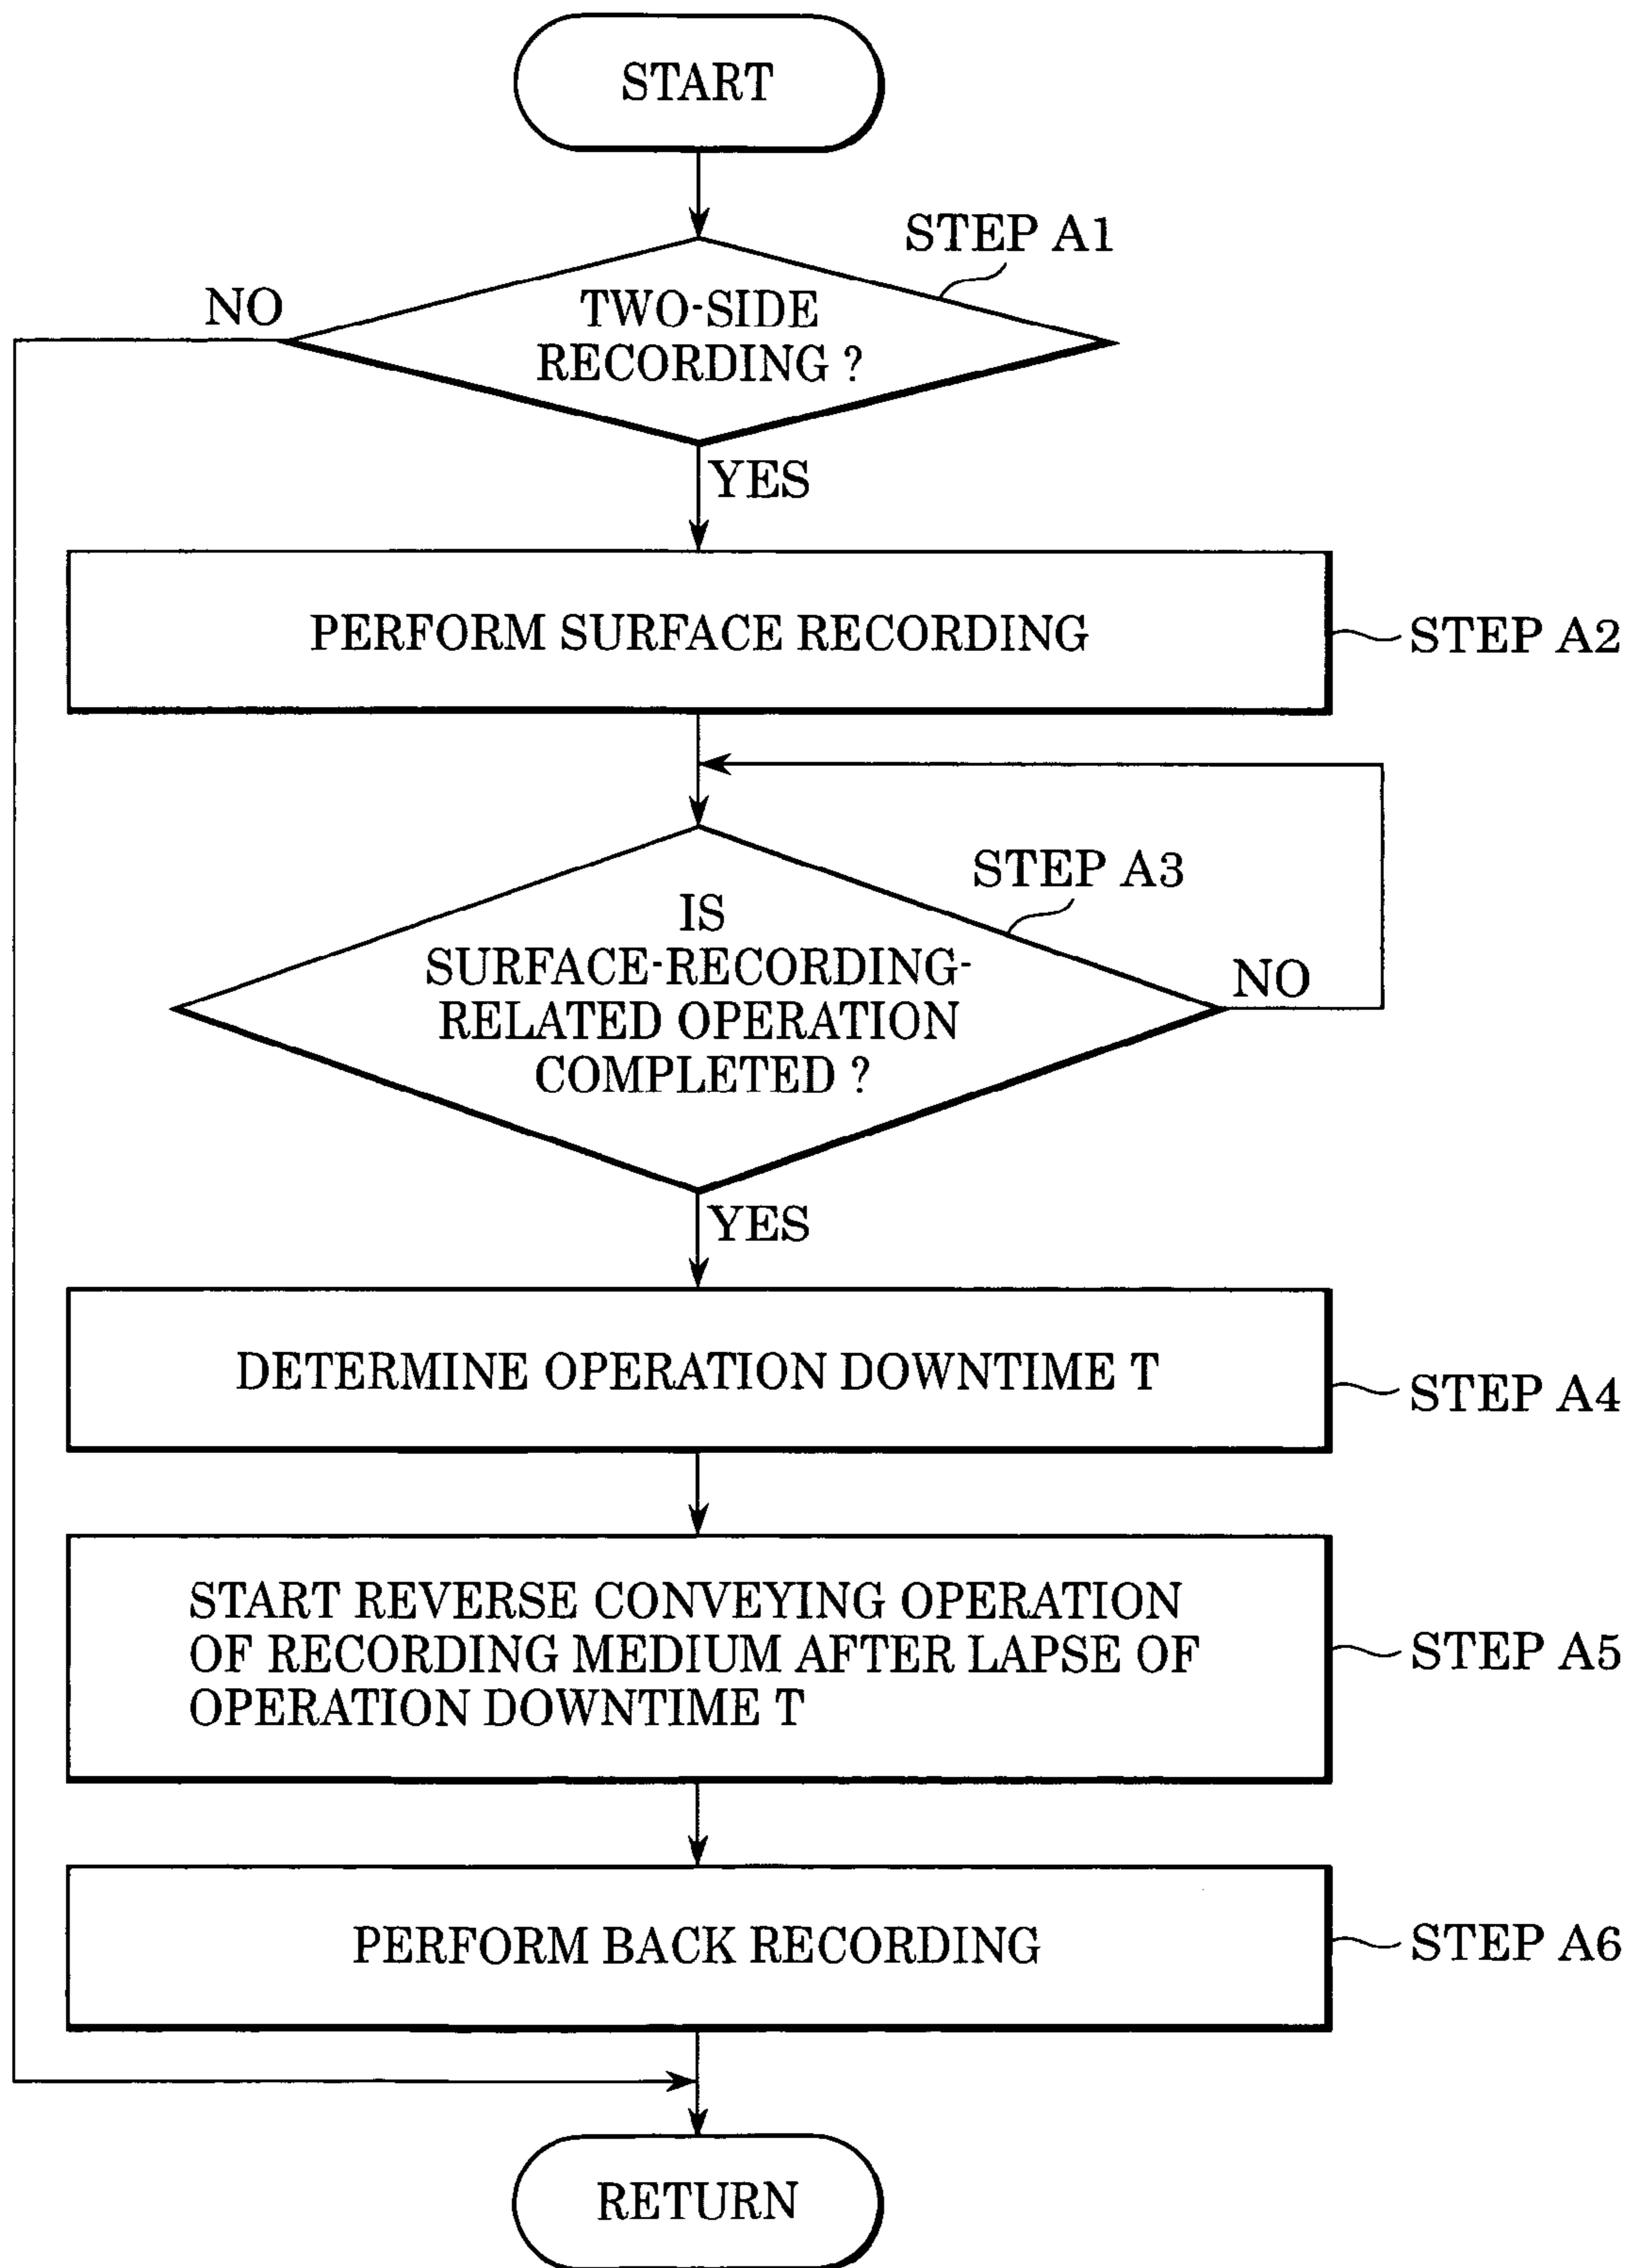 START
STEP A1
NO
TWO-SIDE
RECORDING ?
YES
PERFORM SURFACE RECORDING
STEP A2
STEP A3
IS
SURFACE-RECORDING-
RELATED OPERATION
COMPLETED ?
NO
YES
DETERMINE OPERATION DOWNTIME T
STEP A4
START REVERSE CONVEYING OPERATION
OF RECORDING MEDIUM AFTER LAPSE OF
OPERATION DOWNTIME T
STEP A5
PERFORM BACK RECORDING
STEP A6
RETURN